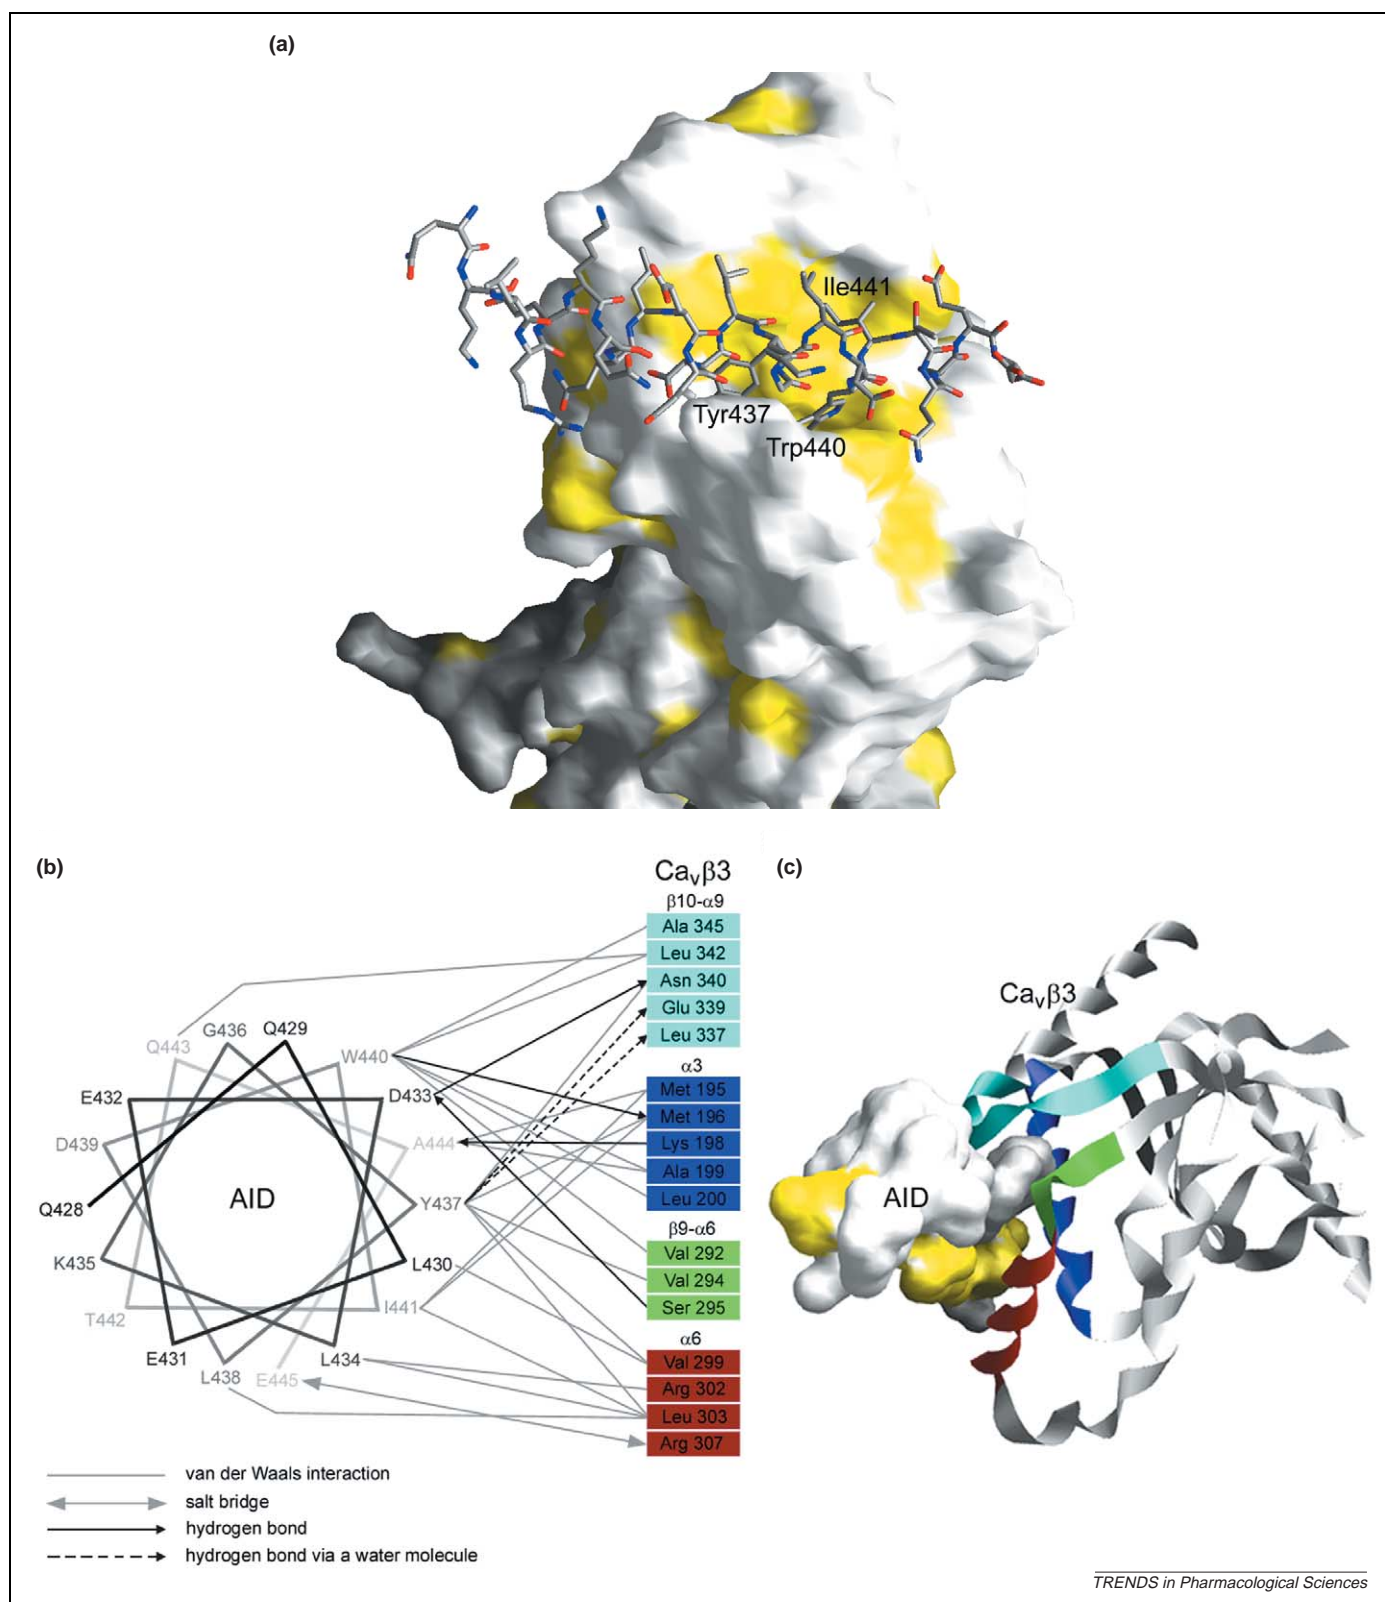 (a)
Ile441
Tyr437
Trp440
(b)
Cavβ3
β10-α9
Ala 345
Leu 342
Asn 340
Glu 339
Leu 337
α3
Met 195
Met 196
Lys 198
Ala 199
Leu 200
β9-α6
Val 292
Val 294
Ser 295
α6
Val 299
Arg 302
Leu 303
Arg 307
Q443
G436
Q429
W440
E432
D433
D439
A444
Q428
AID
Y437
K435
L430
T442
I441
E431
L438
E445
L434
van der Waals interaction
salt bridge
hydrogen bond
hydrogen bond via a water molecule
(c)
Cavβ3
AID
TRENDS in Pharmacological Sciences